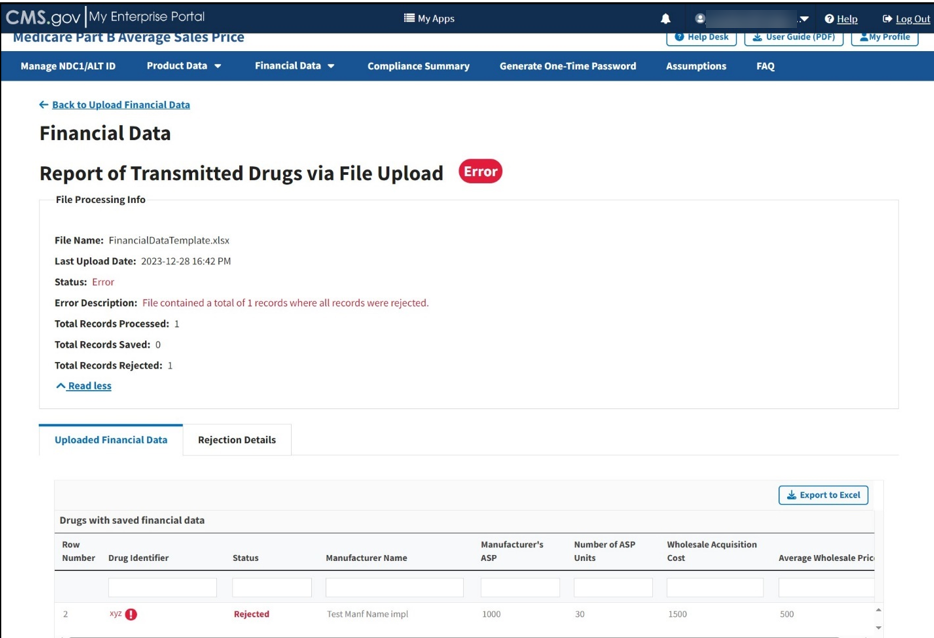 CMS.gov My Enterprise Portal My Apps Help Log Out
Medicare Part B Average Sales Price Help Desk User Guide (PDF) My Profile
Manage NDC1/ALT ID Product Data Financial Data Compliance Summary Generate One-Time Password Assumptions FAQ
Back to Upload Financial Data
Financial Data
Report of Transmitted Drugs via File Upload Error
File Processing Info
File Name: FinancialDataTemplate.xlsx
Last Upload Date: 2023-12-28 16:42 PM
Status: Error
Error Description: File contained a total of 1 records where all records were rejected.
Total Records Processed: 1
Total Records Saved: 0
Total Records Rejected: 1
Read less
Uploaded Financial Data Rejection Details
Export to Excel
Drugs with saved financial data
Row Manufacturer's Number of ASP Wholesale Acquisition
Number Drug Identifier Status Manufacturer Name ASP Units Cost Average Wholesale Pric
2 xyz ! Rejected Test Manf Name impl 1000 30 1500 500